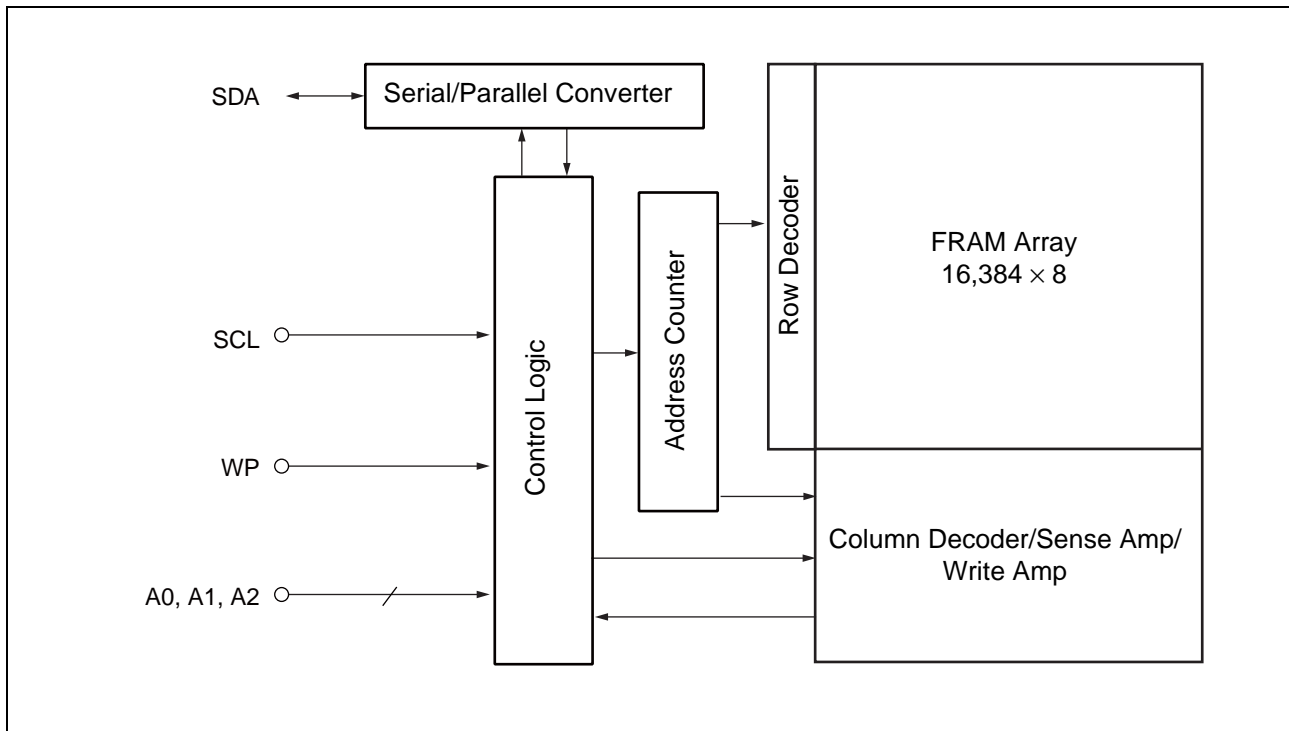 SDA
Serial/Parallel Converter
SCL
WP
A0, A1, A2
Control Logic
Address Counter
Row Decoder
FRAM Array
16,384 × 8
Column Decoder/Sense Amp/
Write Amp